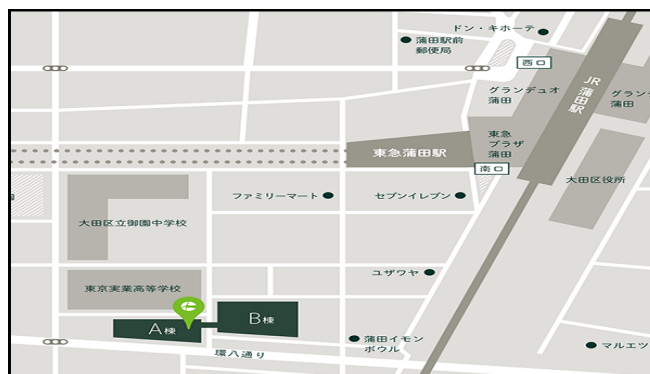 ドン・キホーテ
蒲田駅前
郵便局
西口
グランデュオ
蒲田
JR
蒲田駅
グラン
蒲田
東急蒲田駅
東急
プラザ
蒲田
南口
大田区役所
ファミリーマート
セブンイレブン
大田区立御園中学校
ユザワヤ
東京実業高等学校
A棟
B棟
環八通り
蒲田イモン
ボウル
マルエツ